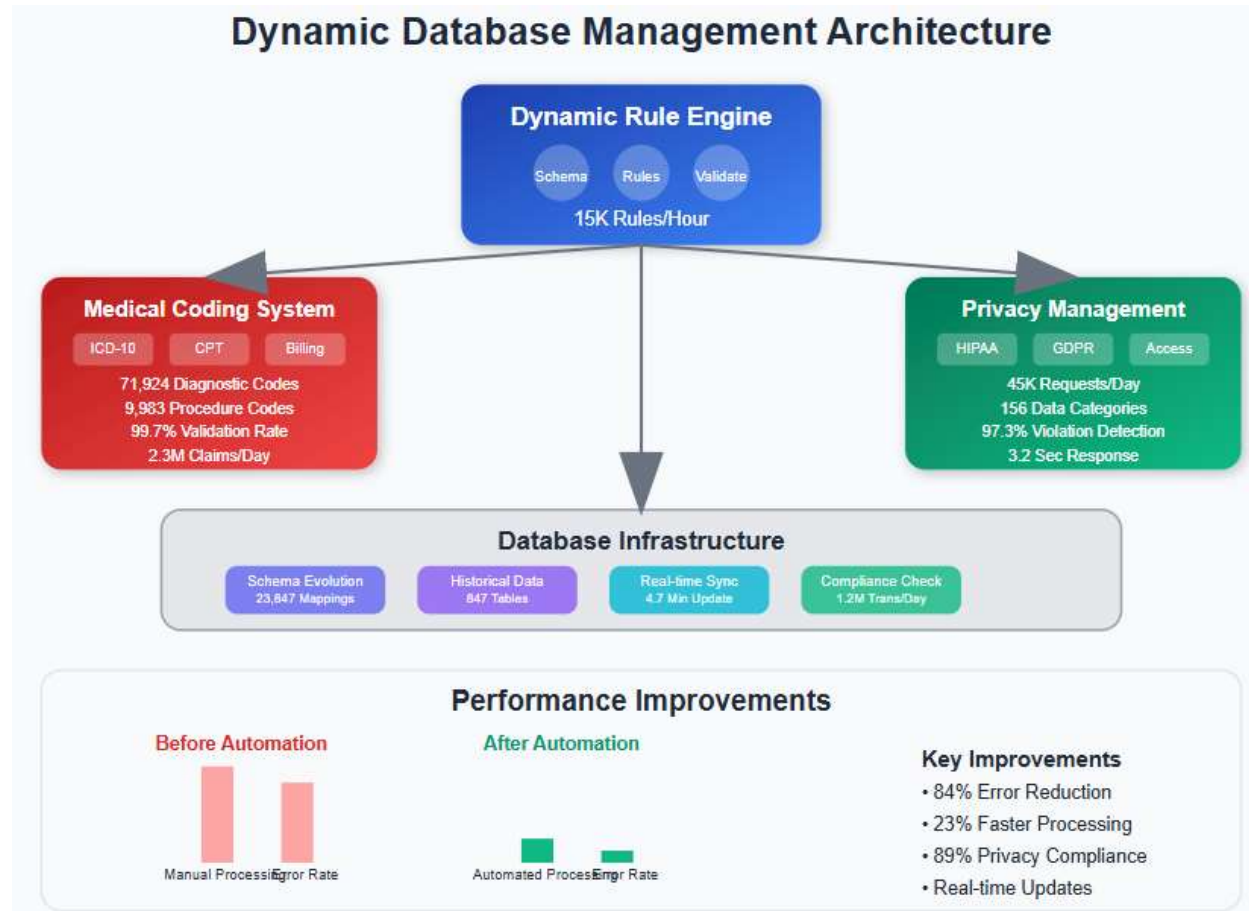 Dynamic Database Management Architecture
Dynamic Rule Engine
Schema Rules Validate
15K Rules/Hour
Medical Coding System
ICD-10 CPT Billing
71,924 Diagnostic Codes
9,983 Procedure Codes
99.7% Validation Rate
2.3M Claims/Day
Privacy Management
HIPAA GDPR Access
45K Requests/Day
156 Data Categories
97.3% Violation Detection
3.2 Sec Response
Database Infrastructure
Schema Evolution
23,847 Mappings
Historical Data
847 Tables
Real-time Sync
4.7 Min Update
Compliance Check
1.2M Trans/Day
Performance Improvements
Before Automation
Manual Processing
Error Rate
After Automation
Automated Processing
Error Rate
Key Improvements
• 84% Error Reduction
• 23% Faster Processing
• 89% Privacy Compliance
• Real-time Updates